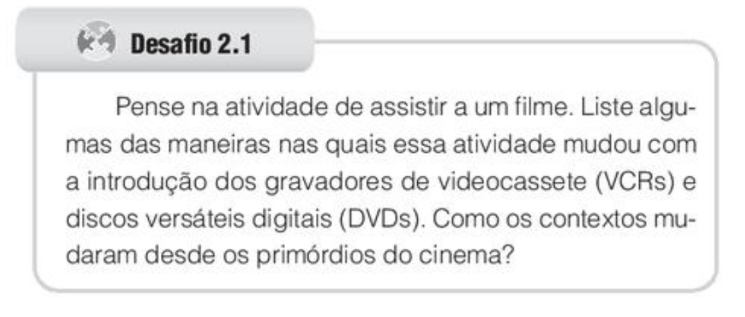 Desafio 2.1
Pense na atividade de assistir a um filme. Liste algu-
mas das maneiras nas quais essa atividade mudou com
a introdução dos gravadores de videocassete (VCRs) e
discos versáteis digitais (DVDs). Como os contextos mu-
daram desde os primórdios do cinema?